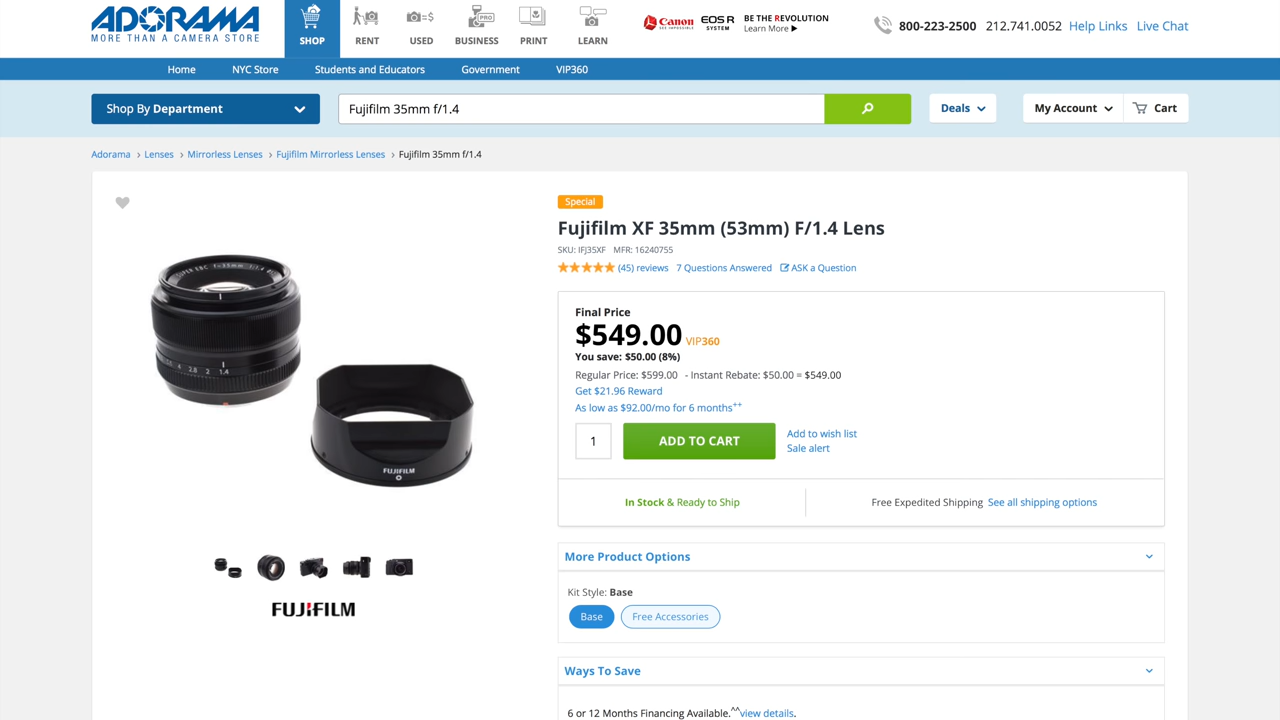 ADORAMA
MORE THAN A CAMERA STORE
SHOP
RENT
USED
PRO
BUSINESS
PRINT
LEARN
Canon
EOS R
SYSTEM
BE THE REVOLUTION
Learn More ▶
800-223-2500 212.741.0052 Help Links Live Chat
Home NYC Store Students and Educators Government VIP360
Shop By Department
Fujifilm 35mm f/1.4
Deals
My Account
Cart
Adorama › Lenses › Mirrorless Lenses › Fujifilm Mirrorless Lenses › Fujifilm 35mm f/1.4
Special
Fujifilm XF 35mm (53mm) F/1.4 Lens
SKU: IFJ35XF MFR: 16240755
(45) reviews 7 Questions Answered ASK a Question
Final Price
$549.00 VIP360
You save: $50.00 (8%)
Regular Price: $599.00 - Instant Rebate: $50.00 = $549.00
Get $21.96 Reward
As low as $92.00/mo for 6 months++
1
ADD TO CART
Add to wish list
Sale alert
In Stock & Ready to Ship
Free Expedited Shipping See all shipping options
4 2.8 2 1.4
FUJIFILM
FUJIFILM
More Product Options
Kit Style: Base
Base
Free Accessories
Ways To Save
6 or 12 Months Financing Available.^^view details.